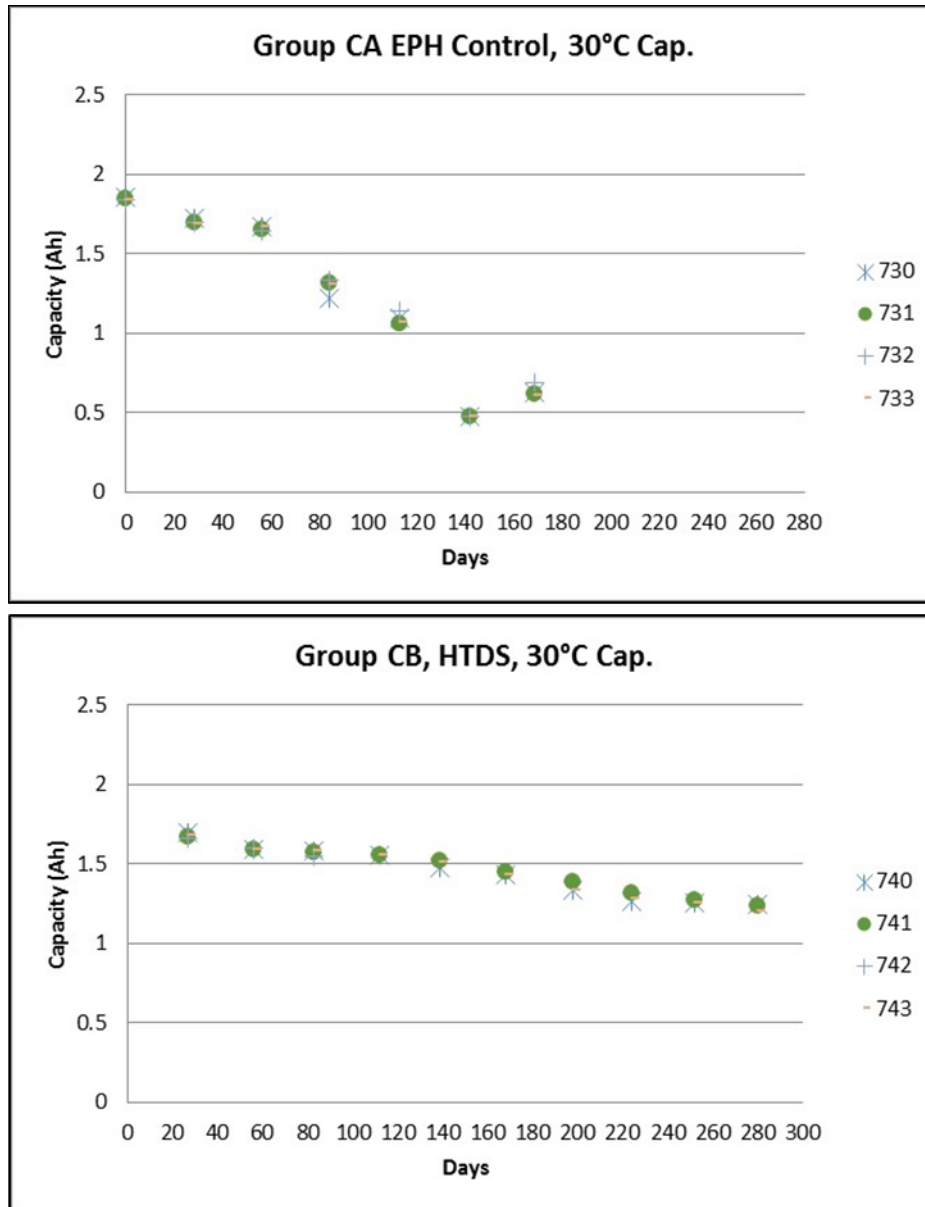 Group CA EPH Control, 30°C Cap.
2.5
2
1.5
1
0.5
0
Capacity (Ah)
0 20 40 60 80 100 120 140 160 180 200 220 240 260 280
Days
730
731
732
733
Group CB, HTDS, 30°C Cap.
2.5
2
1.5
1
0.5
0
Capacity (Ah)
0 20 40 60 80 100 120 140 160 180 200 220 240 260 280 300
Days
740
741
742
743